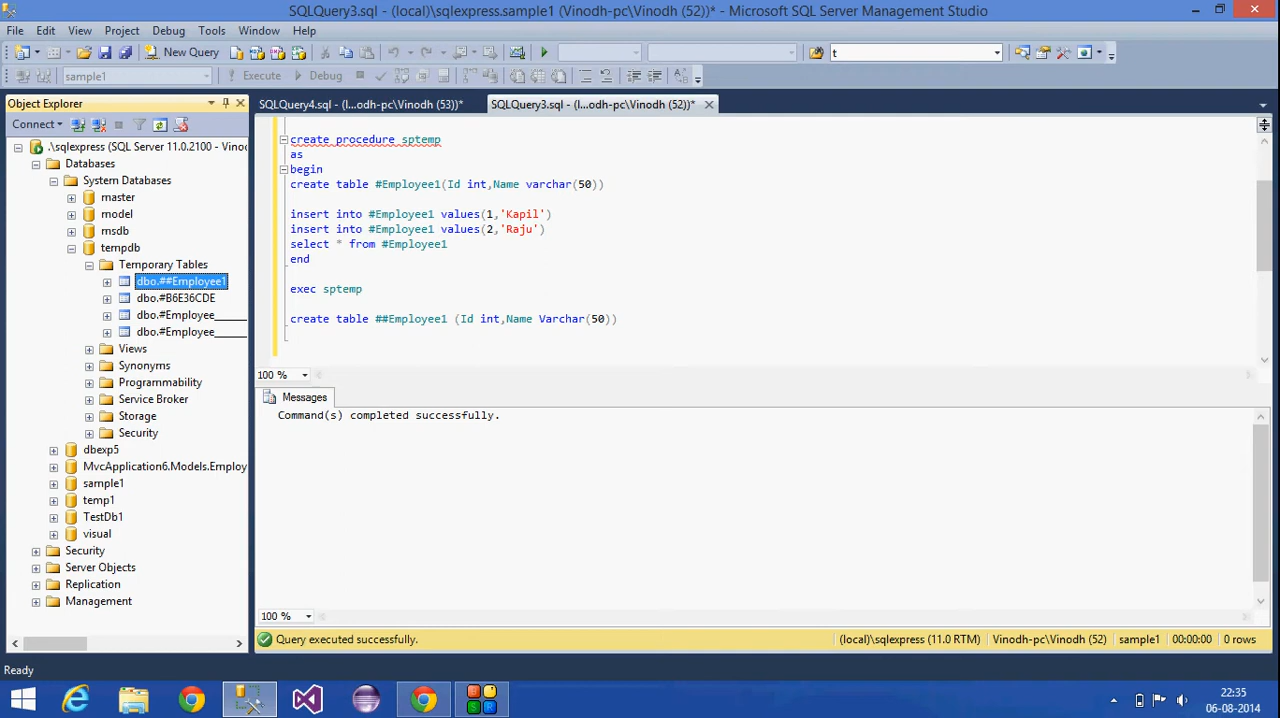 SQLQuery3.sql - (local)\sqlexpress.sample1 (Vinodh-pc\Vinodh (52))* - Microsoft SQL Server Management Studio
File Edit View Project Debug Tools Window Help
New Query
t
sample1
Execute
Debug
Object Explorer
SQLQuery4.sql - (l...odh-pc\Vinodh (53))*
SQLQuery3.sql - (l...odh-pc\Vinodh (52))*
Connect
.\sqlexpress (SQL Server 11.0.2100 - Vino
Databases
System Databases
master
model
msdb
tempdb
Temporary Tables
dbo.##Employee1
dbo.#B6E36CDE
dbo.#Employee____
dbo.#Employee____
Views
Synonyms
Programmability
Service Broker
Storage
Security
dbexp5
MvcApplication6.Models.Employ
sample1
temp1
TestDb1
visual
Security
Server Objects
Replication
Management
create procedure sptemp
as
begin
create table #Employee1(Id int,Name varchar(50))
insert into #Employee1 values(1,'Kapil')
insert into #Employee1 values(2,'Raju')
select * from #Employee1
end
exec sptemp
create table ##Employee1 (Id int,Name Varchar(50))
100 %
Messages
Command(s) completed successfully.
100 %
Query executed successfully.
(local)\sqlexpress (11.0 RTM)
Vinodh-pc\Vinodh (52)
sample1
00:00:00
0 rows
Ready
22:35
06-08-2014